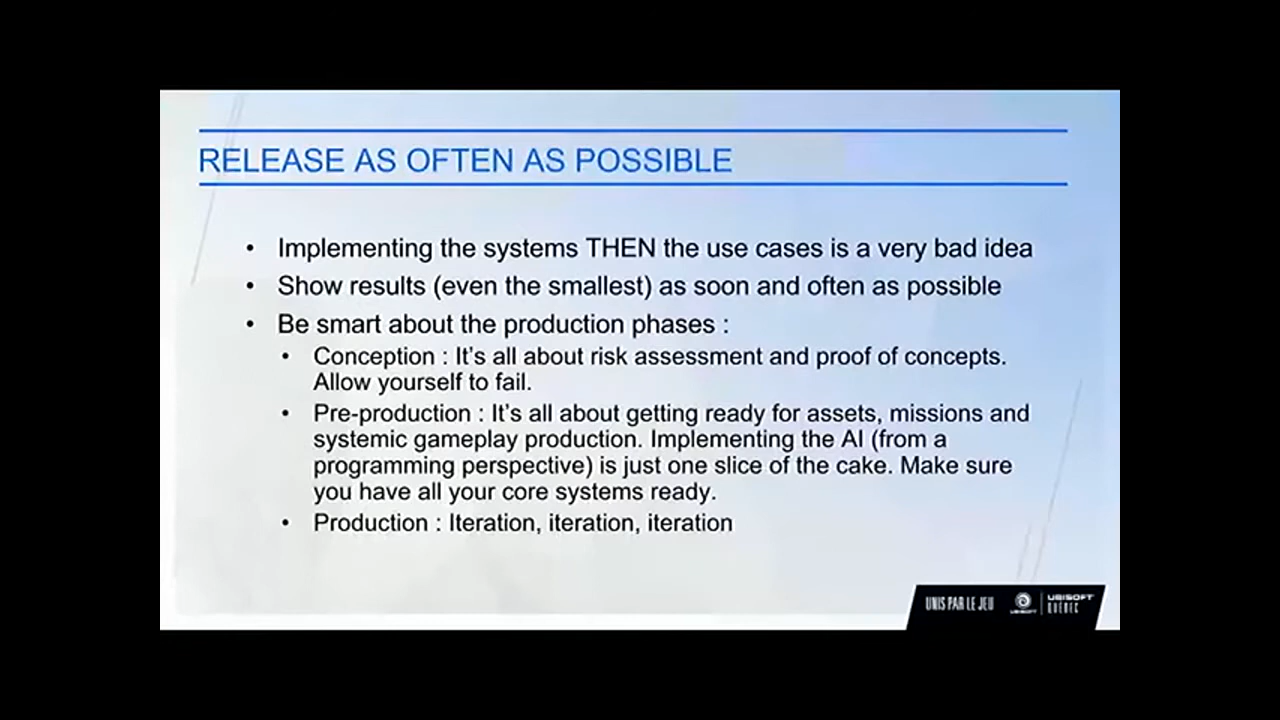 RELEASE AS OFTEN AS POSSIBLE
• Implementing the systems THEN the use cases is a very bad idea
• Show results (even the smallest) as soon and often as possible
• Be smart about the production phases :
• Conception : It's all about risk assessment and proof of concepts.
Allow yourself to fail.
• Pre-production : It's all about getting ready for assets, missions and
systemic gameplay production. Implementing the AI (from a
programming perspective) is just one slice of the cake. Make sure
you have all your core systems ready.
• Production : Iteration, iteration, iteration
UNIS PAR LE JEU
UBISOFT
UBISOFT
QUÉBEC